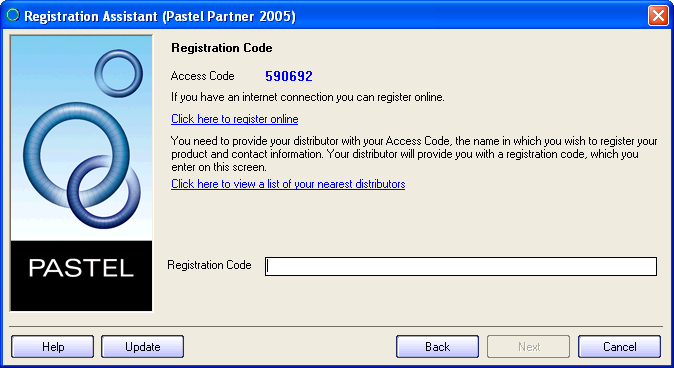 Registration Assistant (Pastel Partner 2005)
Registration Code
Access Code 590692
If you have an internet connection you can register online.
Click here to register online
You need to provide your distributor with your Access Code, the name in which you wish to register your
product and contact information. Your distributor will provide you with a registration code, which you
enter on this screen.
Click here to view a list of your nearest distributors
PASTEL
Registration Code
Help Update Back Next Cancel